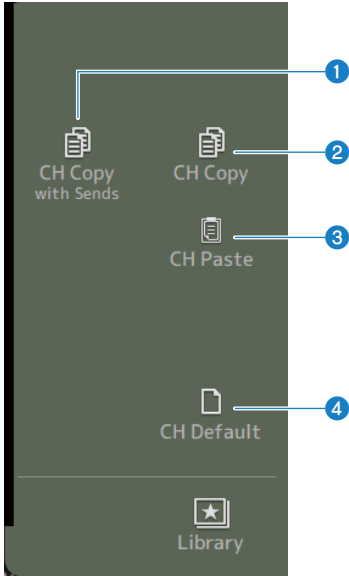 1
CH Copy
with Sends
CH Copy
2
CH Paste
3
CH Default
4
Library